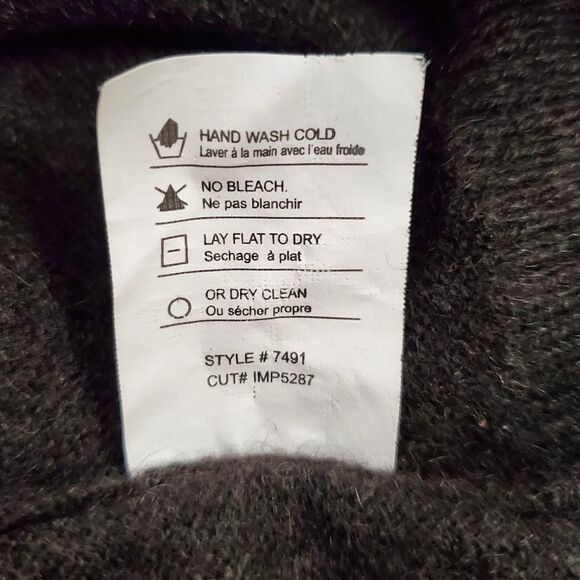 HAND WASH COLD
Laver à la main avec l'eau froide
NO BLEACH.
Ne pas blanchir
LAY FLAT TO DRY
Sechage à plat
OR DRY CLEAN
Ou sécher propre
STYLE # 7491
CUT# IMP5287